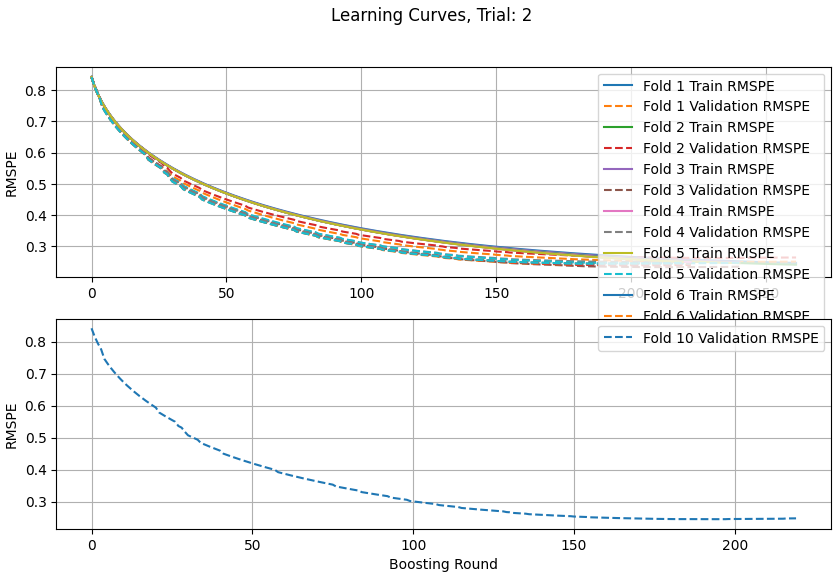 Learning Curves, Trial: 2
RMSPE
0.8
0.7
0.6
0.5
0.4
0.3
0
50
100
150
200
Fold 1 Train RMSPE
Fold 1 Validation RMSPE
Fold 2 Train RMSPE
Fold 2 Validation RMSPE
Fold 3 Train RMSPE
Fold 3 Validation RMSPE
Fold 4 Train RMSPE
Fold 4 Validation RMSPE
Fold 5 Train RMSPE
Fold 5 Validation RMSPE
Fold 6 Train RMSPE
Fold 6 Validation RMSPE
Fold 10 Validation RMSPE
RMSPE
0.8
0.7
0.6
0.5
0.4
0.3
0
50
100
150
200
Boosting Round